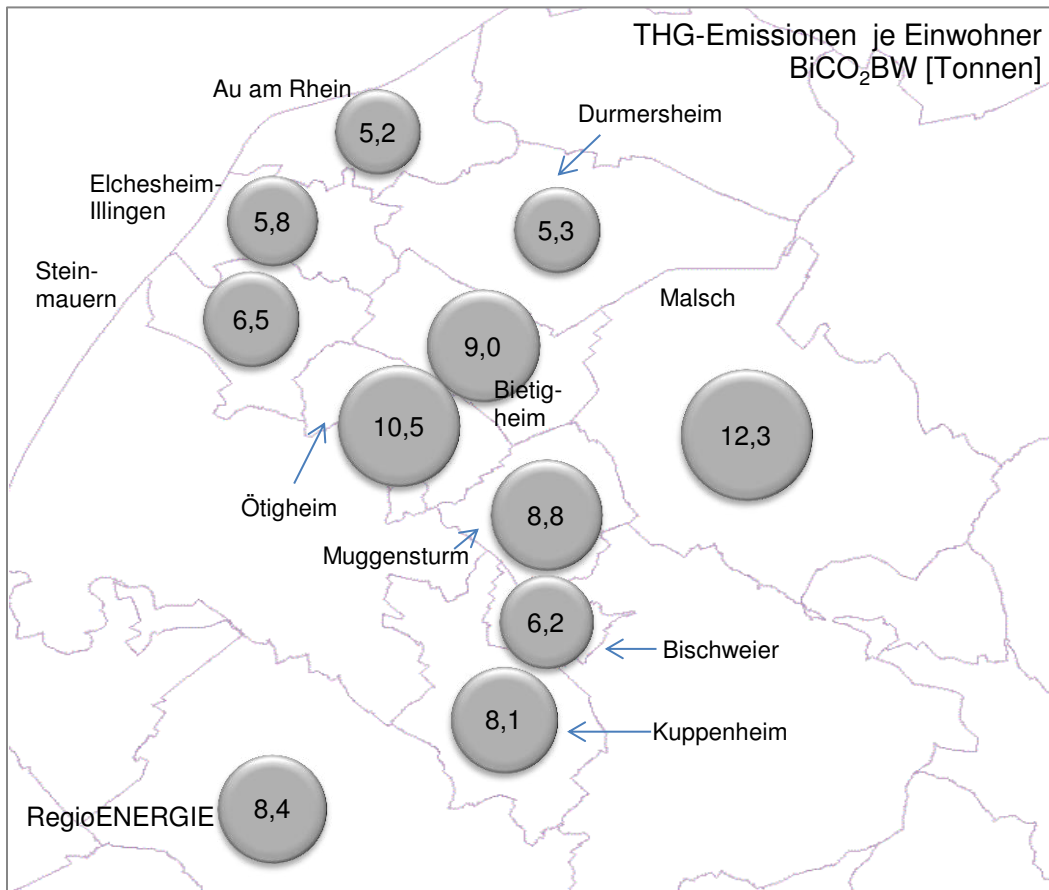 THG-Emissionen je Einwohner
BiCO₂BW [Tonnen]
Au am Rhein
5,2
Durmersheim
5,3
Elchesheim-
Illingen
5,8
Stein-
mauern
6,5
Malsch
12,3
9,0
Bietig-
heim
10,5
Ötigheim
8,8
Muggensturm
6,2
Bischweier
8,1
Kuppenheim
RegioENERGIE
8,4